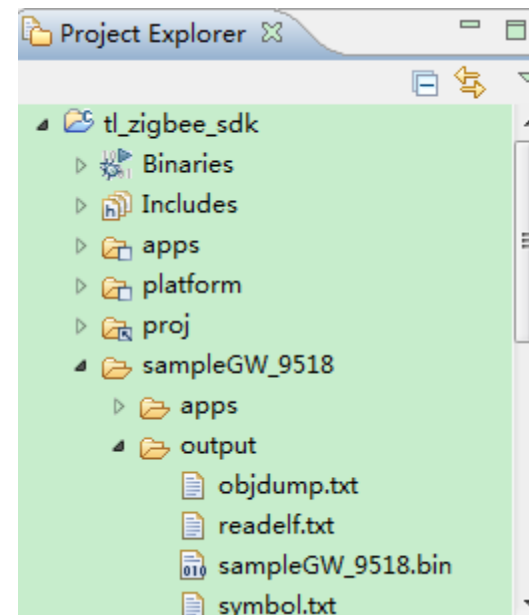 Project Explorer
tl_zigbee_sdk
Binaries
Includes
apps
platform
proj
sampleGW_9518
apps
output
objdump.txt
readelf.txt
sampleGW_9518.bin
symbol.txt